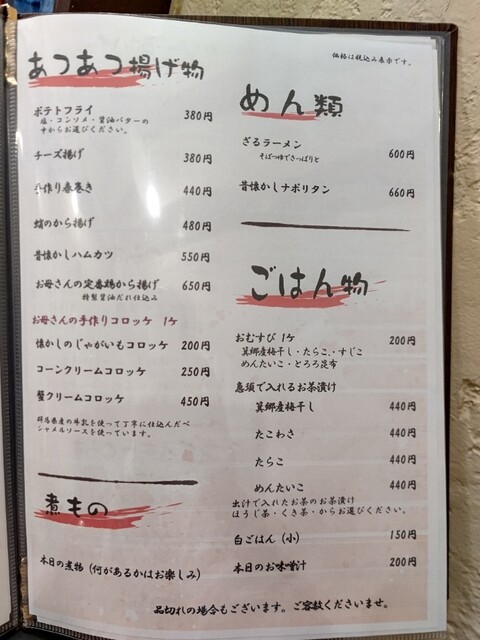 価格は税込み表示です。
あつあつ揚げ物
ポテトフライ 380円
塩・コンソメ・醤油バターの
中からお選びください。
チーズ揚げ 380円
手作り春巻き 440円
蛸のから揚げ 480円
昔懐かしハムカツ 550円
お母さんの定番鶏から揚げ 650円
特製醤油だれ仕込み
お母さんの手作りコロッケ 1ケ
懐かしのじゃがいもコロッケ 200円
コーンクリームコロッケ 250円
蟹クリームコロッケ 450円
群馬県産の牛乳を使って丁寧に仕込んだベ
シャメルソースを使っています。
煮もの
本日の煮物(何があるかはお楽しみ)
めん類
ざるラーメン 600円
そばつゆでさっぱりと
昔懐かしナポリタン 660円
ごはん物
おむすび 1ケ 200円
箕郷産梅干し・たらこ・すじこ
めんたいこ・とろろ昆布
急須で入れるお茶漬け
箕郷産梅干し 440円
たこわさ 440円
たらこ 440円
めんたいこ 440円
出汁で入れたお茶のお茶漬け
ほうじ茶・くき茶・からお選びください。
白ごはん(小) 150円
本日のお味噌汁 200円
品切れの場合もございます。ご容赦くださいませ。